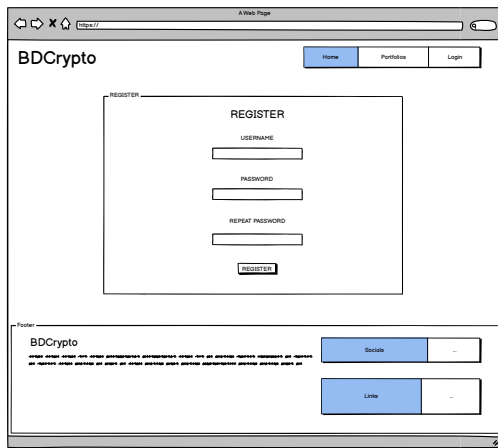 A Web Page
https://
BDCrypto
Home
Portfolios
Login
REGISTER
REGISTER
USERNAME
PASSWORD
REPEAT PASSWORD
REGISTER
Footer
BDCrypto
Socials
...
Links
...